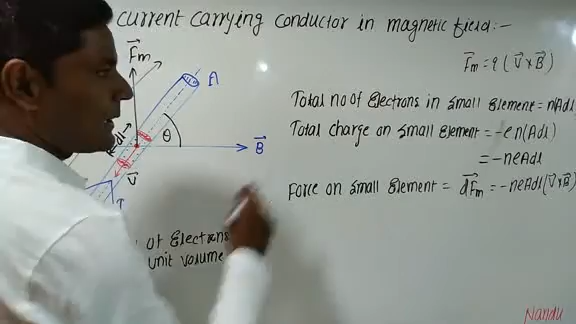 current carrying conductor in magnetic field:-
F⃗m = q ( V⃗ x B⃗ )
F⃗m
A
dl
θ
B⃗
V⃗
of Electrons
unit volume
Total no of Electrons in Small Element = nAdl
Total charge on Small Element = -en(Adl)
= -neAdl
Force on Small Element = d⃗Fm = -neAdl(V⃗ x B⃗)
Nandu